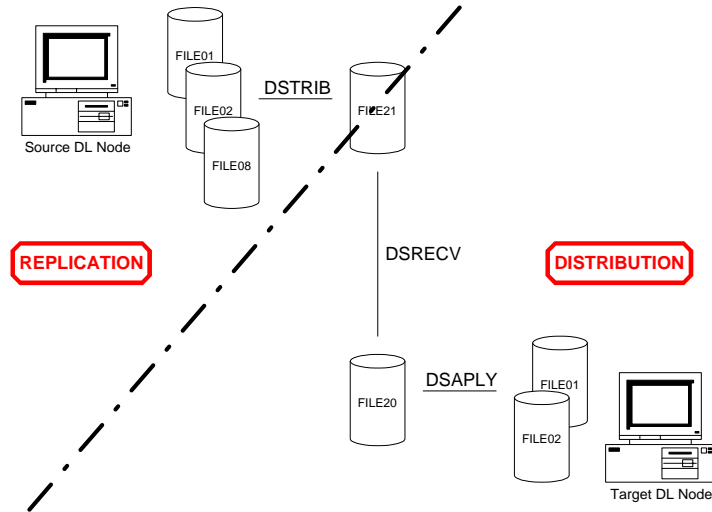 FILE01
FILE02
FILE08
DSTRIB
FILE21
Source DL Node
REPLICATION
DSRECV
DISTRIBUTION
FILE20
DSAPLY
FILE01
FILE02
Target DL Node